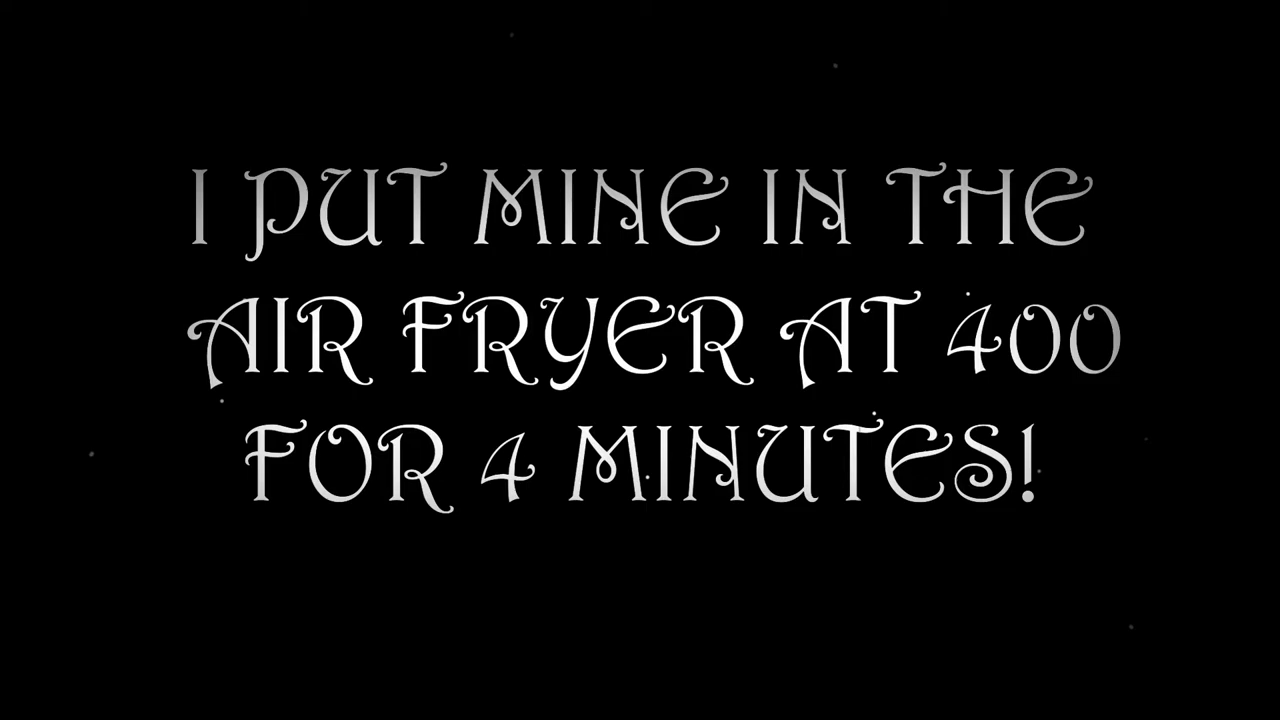 I PUT MINE IN THE
AIR FRYER AT 400
FOR 4 MINUTES!